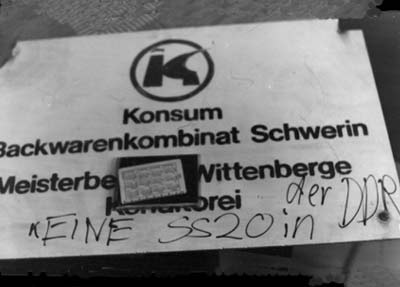 K
Konsum
Backwarenkombinat Schwerin
Meisterbe Wittenberge
Konditorei
KEINE SS20 in der DDR